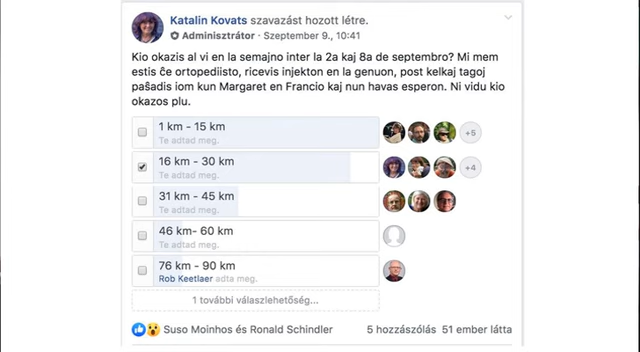 Katalin Kovats szavazást hozott létre.
Adminisztrátor · Szeptember 9., 10:41
Kio okazis al vi en la semajno inter la 2a kaj 8a de septembro? Mi mem
estis ĉe ortopediisto, ricevis injekton en la genuon, post kelkaj tagoj
paŝadis iom kun Margaret en Francio kaj nun havas esperon. Ni vidu kio
okazos plu.
1 km - 15 km
Te adtad meg.
+5
16 km - 30 km
Te adtad meg.
+4
31 km - 45 km
Te adtad meg.
46 km- 60 km
Te adtad meg.
76 km - 90 km
Rob Keetlaer adta meg.
1 további válaszlehetőség...
Suso Moinhos és Ronald Schindler
5 hozzászólás 51 ember látta